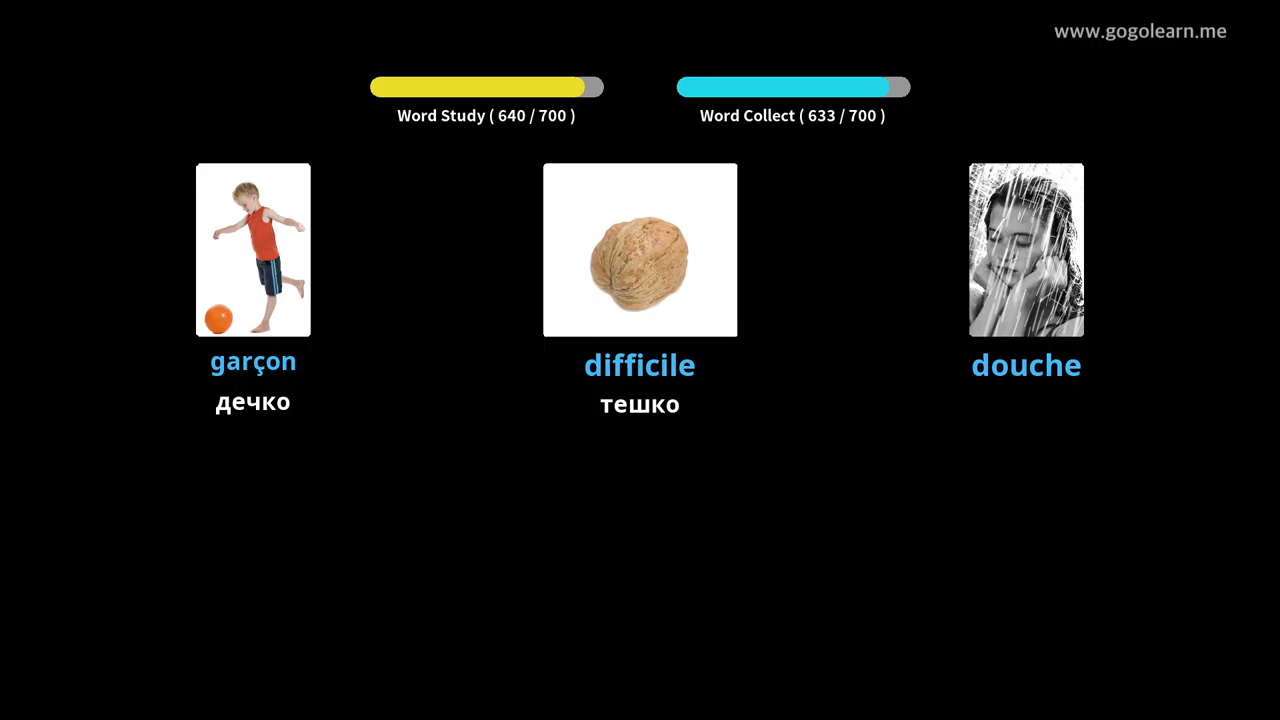 www.gogolearn.me
Word Study ( 640 / 700 )
Word Collect ( 633 / 700 )
garçon
difficile
douche
дечко
тешко